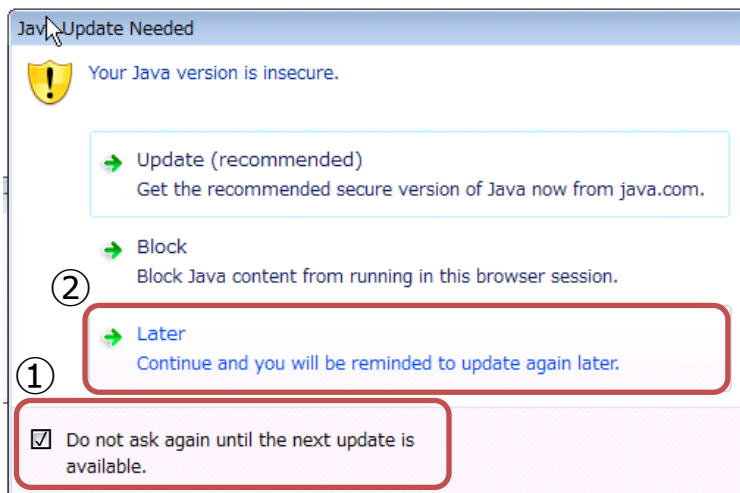 Java Update Needed
Your Java version is insecure.
Update (recommended)
Get the recommended secure version of Java now from java.com.
Block
Block Java content from running in this browser session.
②
Later
Continue and you will be reminded to update again later.
①
Do not ask again until the next update is
available.